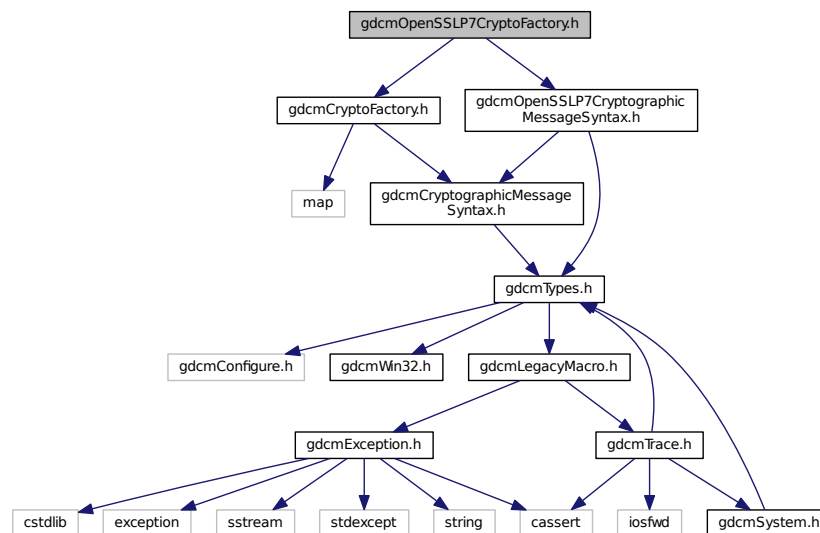 gdcmOpenSSLP7CryptoFactory.h
gdcmCryptoFactory.h
gdcmOpenSSLP7Cryptographic
MessageSyntax.h
map
gdcmCryptographicMessage
Syntax.h
gdcmTypes.h
gdcmConfigure.h
gdcmWin32.h
gdcmLegacyMacro.h
gdcmException.h
gdcmTrace.h
cstdlib
exception
sstream
stdexcept
string
cassert
iosfwd
gdcmSystem.h